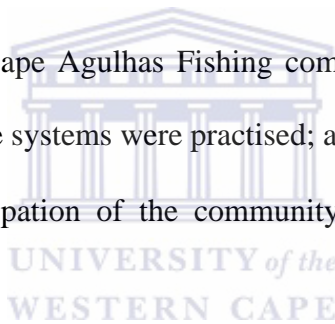 ape Agulhas Fishing com
e systems were practised; a
pation of the community
UNIVERSITY of the
WESTERN CAPE